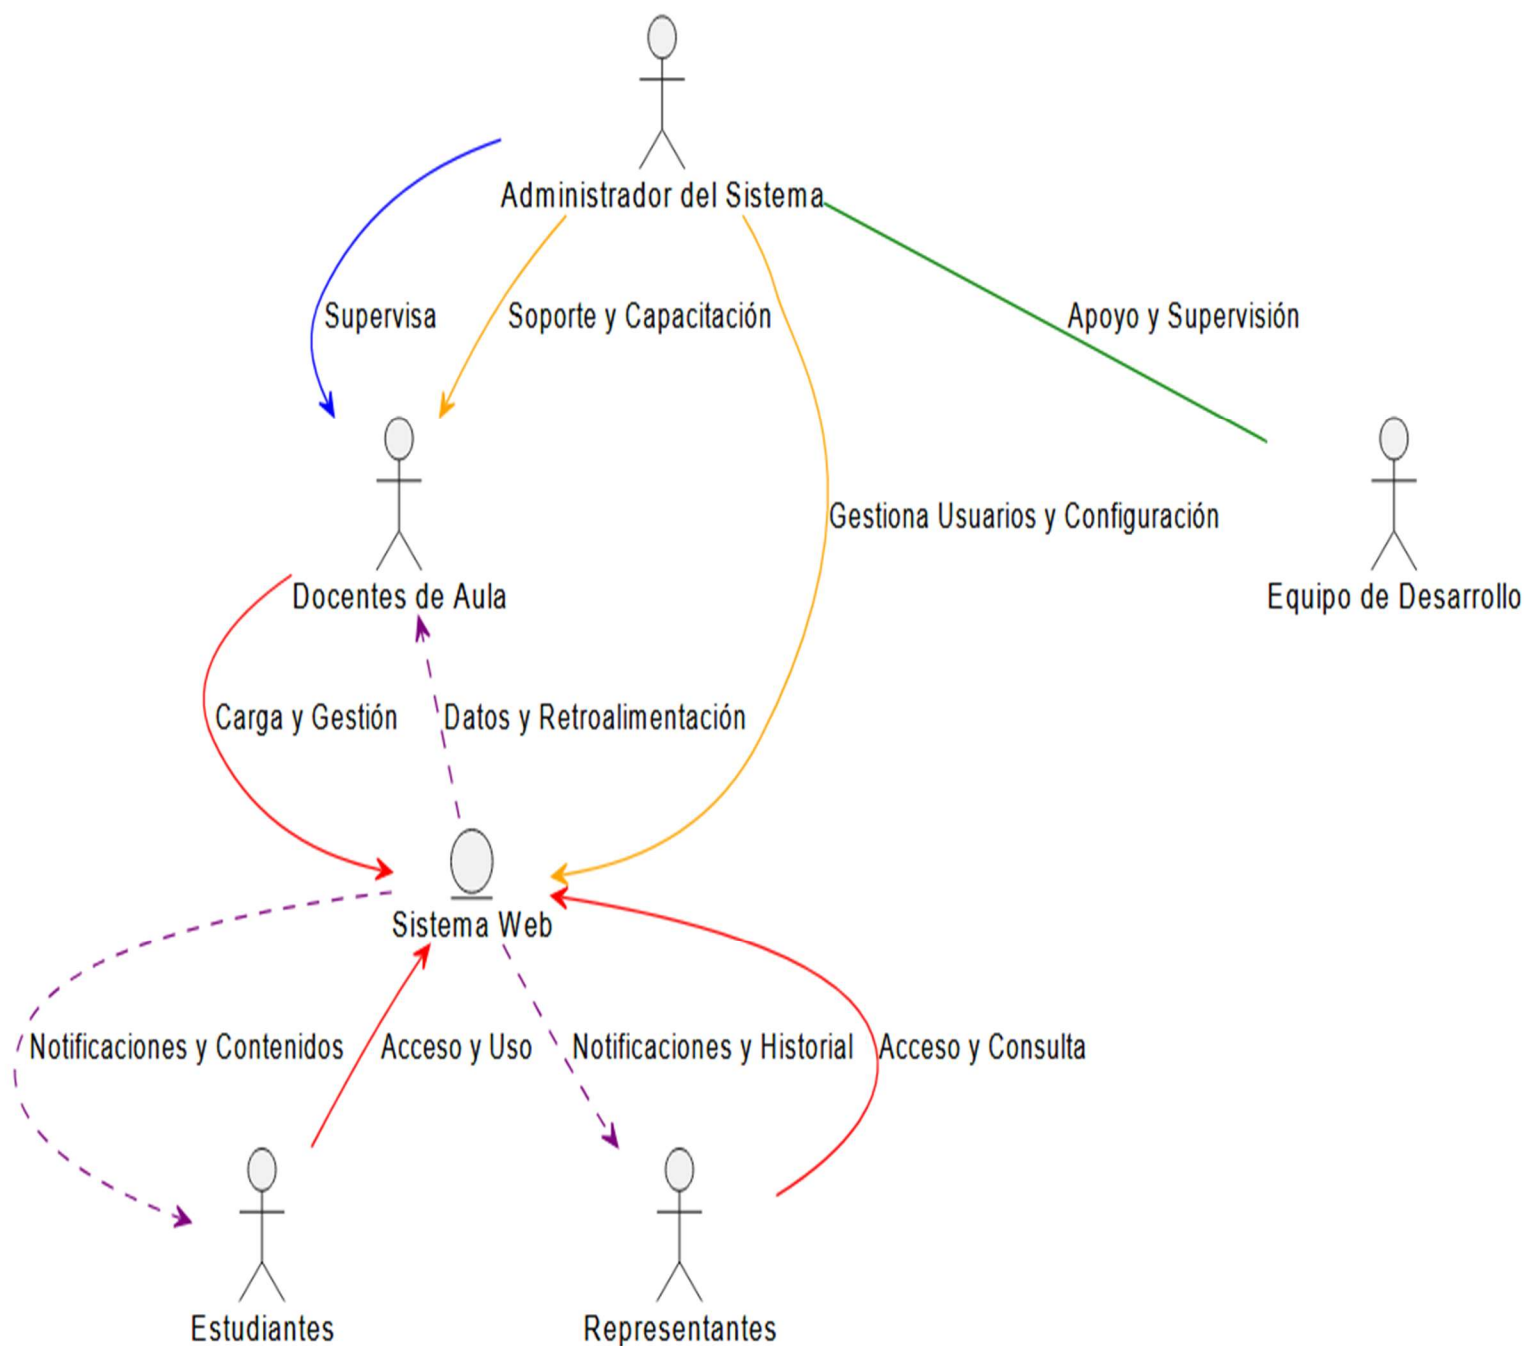 Administrador del Sistema
Supervisa
Soporte y Capacitación
Apoyo y Supervisión
Gestiona Usuarios y Configuración
Docentes de Aula
Equipo de Desarrollo
Carga y Gestión
Datos y Retroalimentación
Sistema Web
Notificaciones y Contenidos
Acceso y Uso
Notificaciones y Historial
Acceso y Consulta
Estudiantes
Representantes